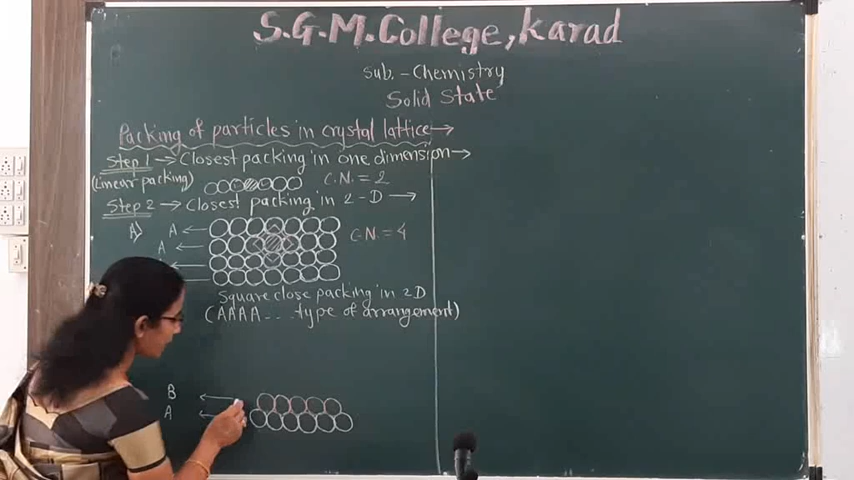 S.G.M.College, Karad
Sub. - Chemistry
Solid State
Packing of particles in crystal lattice →
Step 1 → Closest packing in one dimension →
(Linear packing) C.N. = 2
Step 2 → Closest packing in 2-D →
A) A ←
A ← C.N. = 4
Square close packing in 2D
(AAAA... type of arrangement)
B ←
A ←